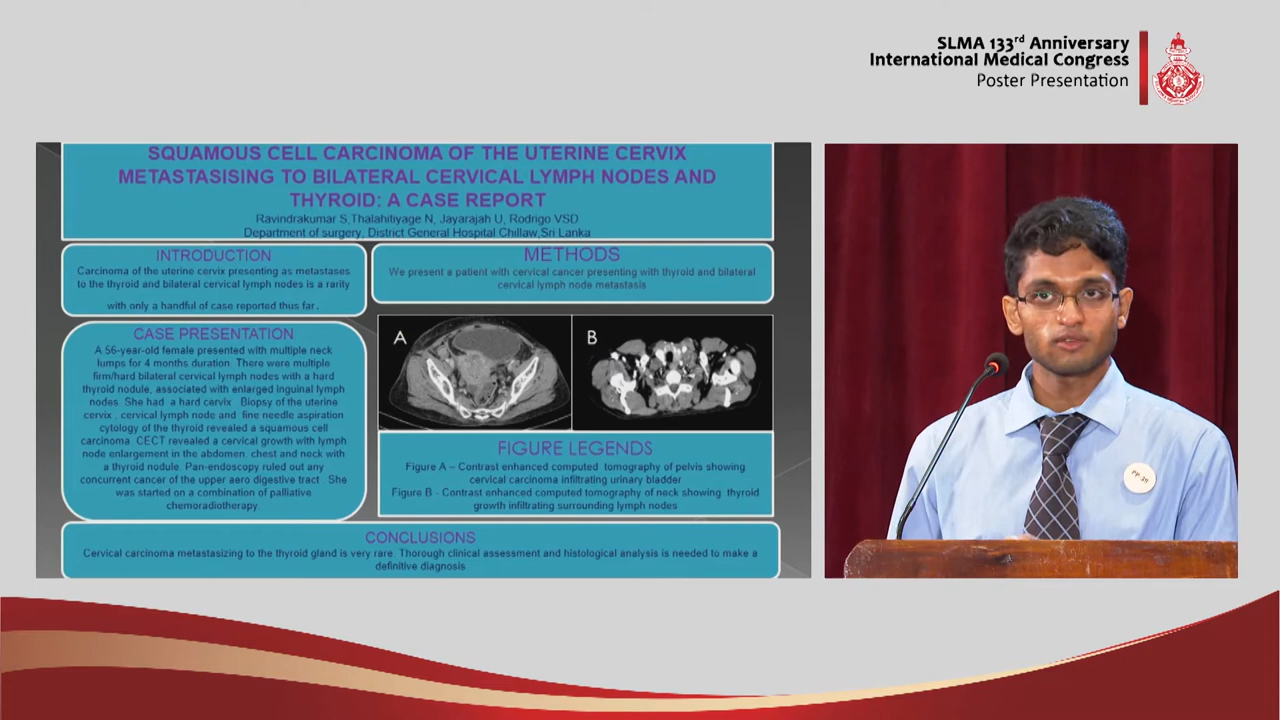 SLMA 133rd Anniversary
International Medical Congress
Poster Presentation
SQUAMOUS CELL CARCINOMA OF THE UTERINE CERVIX
METASTASISING TO BILATERAL CERVICAL LYMPH NODES AND
THYROID: A CASE REPORT
Ravindrakumar S,Thalahitiyage N, Jayarajah U, Rodrigo VSD
Department of surgery, District General Hospital Chillaw,Sri Lanka
INTRODUCTION
Carcinoma of the uterine cervix presenting as metastases
to the thyroid and bilateral cervical lymph nodes is a rarity
with only a handful of case reported thus far.
METHODS
We present a patient with cervical cancer presenting with thyroid and bilateral
cervical lymph node metastasis
CASE PRESENTATION
A 56-year-old female presented with multiple neck
lumps for 4 months duration. There were multiple
firm/hard bilateral cervical lymph nodes with a hard
thyroid nodule, associated with enlarged inguinal lymph
nodes. She had a hard cervix. Biopsy of the uterine
cervix , cervical lymph node and fine needle aspiration
cytology of the thyroid revealed a squamous cell
carcinoma. CECT revealed a cervical growth with lymph
node enlargement in the abdomen, chest and neck with
a thyroid nodule. Pan-endoscopy ruled out any
concurrent cancer of the upper aero digestive tract. She
was started on a combination of palliative
chemoradiotherapy.
A
B
FIGURE LEGENDS
Figure A – Contrast enhanced computed tomography of pelvis showing
cervical carcinoma infiltrating urinary bladder
Figure B - Contrast enhanced computed tomography of neck showing thyroid
growth infiltrating surrounding lymph nodes
CONCLUSIONS
Cervical carcinoma metastasizing to the thyroid gland is very rare. Thorough clinical assessment and histological analysis is needed to make a
definitive diagnosis
PP-39